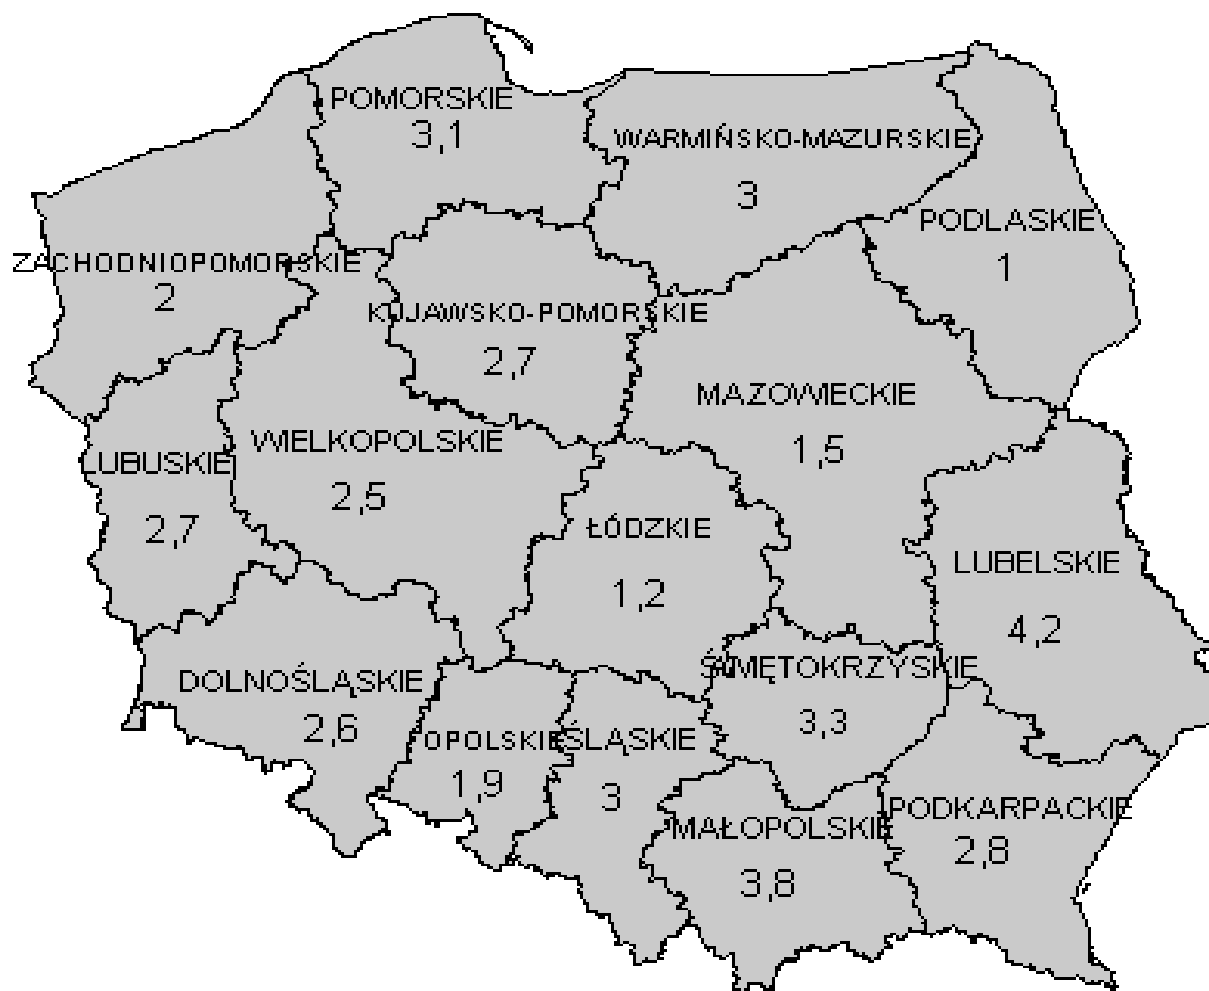 POMORSKIE
3,1
WARMIŃSKO-MAZURSKIE
3
PODLASKIE
1
ZACHODNIOPOMORSKIE
2
KUJAWSKO-POMORSKIE
2,7
MAZOWIECKIE
1,5
WIELKOPOLSKIE
2,5
LUBUSKIE
2,7
ŁÓDZKIE
1,2
LUBELSKIE
4,2
DOLNOŚLĄSKIE
2,6
ŚWIĘTOKRZYSKIE
3,3
OPOLSKIE
1,9
ŚLĄSKIE
3
MAŁOPOLSKIE
3,8
PODKARPACKIE
2,8